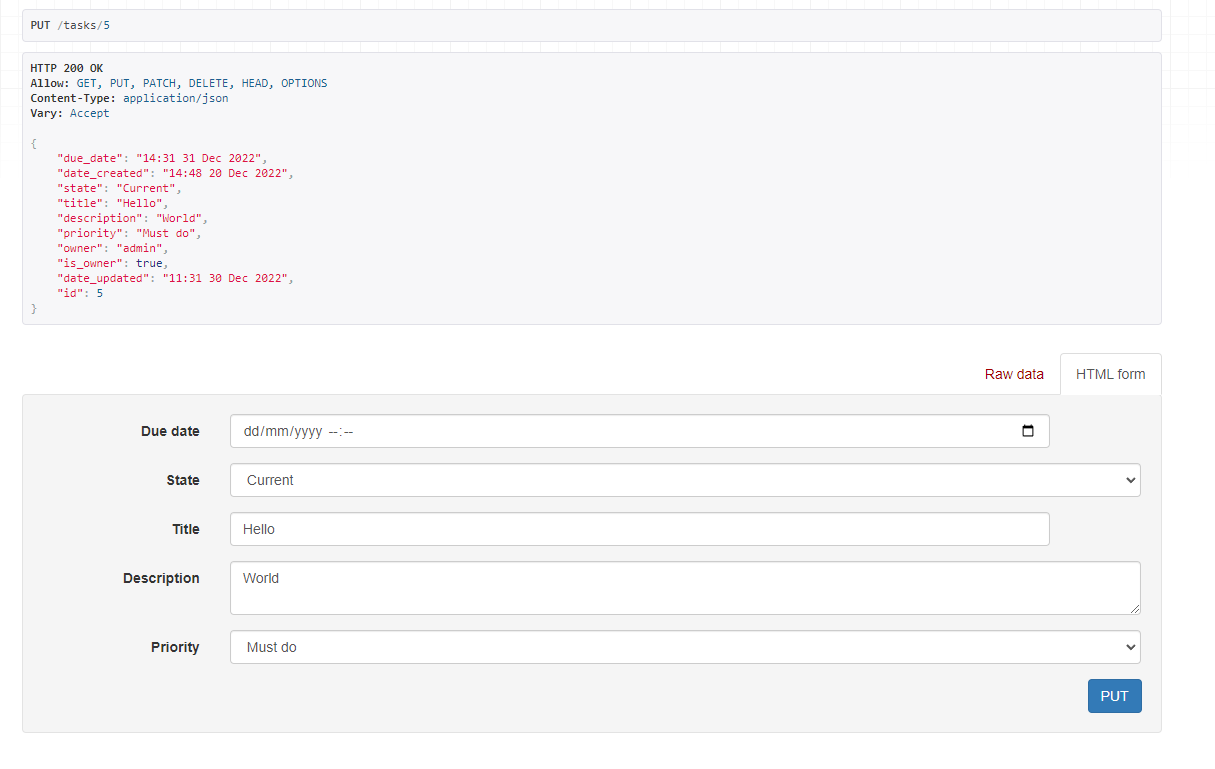 PUT /tasks/5
HTTP 200 OK
Allow: GET, PUT, PATCH, DELETE, HEAD, OPTIONS
Content-Type: application/json
Vary: Accept
{
    "due_date": "14:31 31 Dec 2022",
    "date_created": "14:48 20 Dec 2022",
    "state": "Current",
    "title": "Hello",
    "description": "World",
    "priority": "Must do",
    "owner": "admin",
    "is_owner": true,
    "date_updated": "11:31 30 Dec 2022",
    "id": 5
}
Raw data HTML form
Due date dd/mm/yyyy --:--
State Current
Title Hello
Description World
Priority Must do
PUT